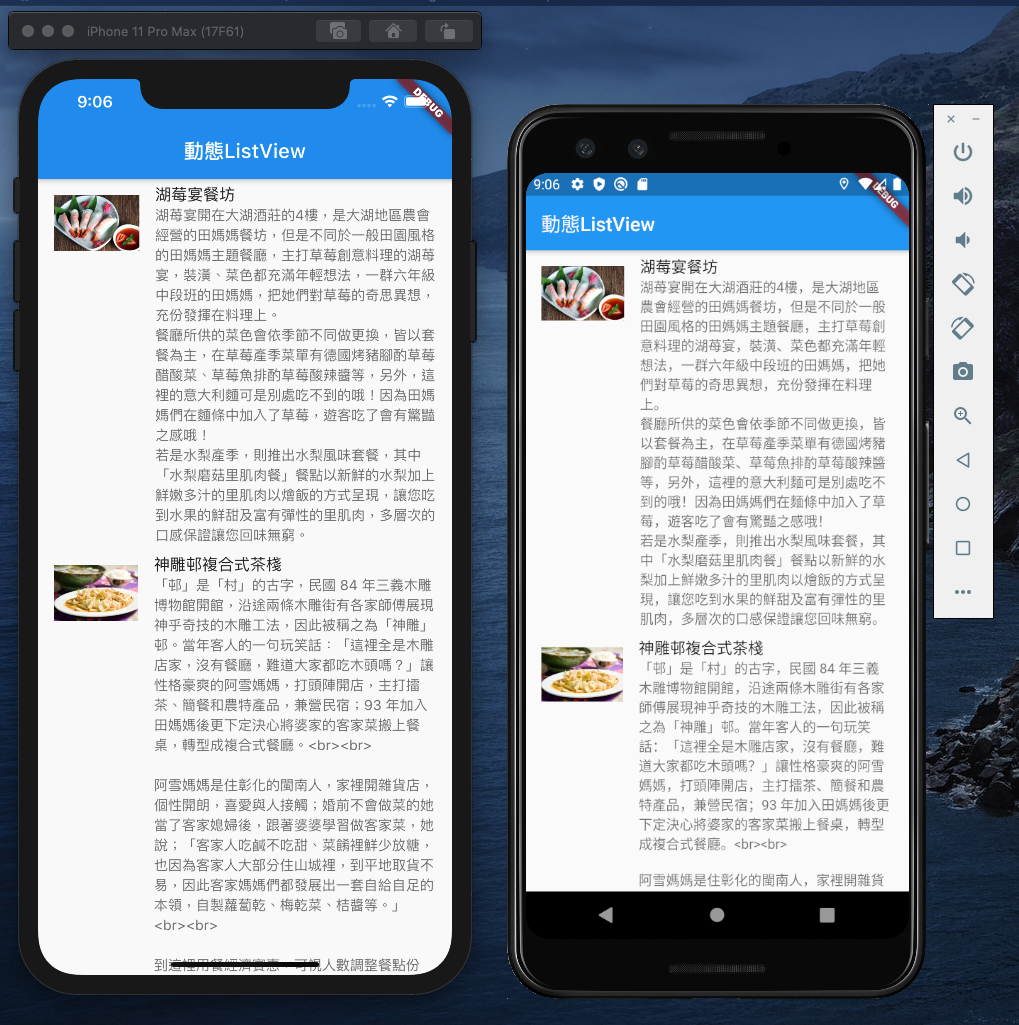 iPhone 11 Pro Max (17F61)
9:06
DEBUG
動態ListView
湖莓宴餐坊
湖莓宴開在大湖酒莊的4樓，是大湖地區農會
經營的田媽媽餐坊，但是不同於一般田園風格
的田媽媽主題餐廳，主打草莓創意料理的湖莓
宴，裝潢、菜色都充滿年輕想法，一群六年級
中段班的田媽媽，把她們對草莓的奇思異想，
充份發揮在料理上。
餐廳所供的菜色會依季節不同做更換，皆以套
餐為主，在草莓產季菜單有德國烤豬腳酌草莓
醋酸菜、草莓魚排酌草莓酸辣醬等，另外，這
裡的意大利麵可是別處吃不到的哦！因為田媽
媽們在麵條中加入了草莓，遊客吃了會有驚豔
之感哦！
若是水梨產季，則推出水梨風味套餐，其中
「水梨磨菇里肌肉餐」餐點以新鮮的水梨加上
鮮嫩多汁的里肌肉以燴飯的方式呈現，讓您吃
到水果的鮮甜及富有彈性的里肌肉，多層次的
口感保證讓您回味無窮。
神雕邨複合式茶棧
「邨」是「村」的古字，民國 84 年三義木雕
博物館開館，沿途兩條木雕街有各家師傅展現
神乎奇技的木雕工法，因此被稱之為「神雕」
邨。當年客人的一句玩笑話：「這裡全是木雕
店家，沒有餐廳，難道大家都吃木頭嗎？」讓
性格豪爽的阿雪媽媽，打頭陣開店，主打擂
茶、簡餐和農特產品，兼營民宿；93 年加入
田媽媽後更下定決心將婆家的客家菜搬上餐
桌，轉型成複合式餐廳。<br><br>
阿雪媽媽是住彰化的閩南人，家裡開雜貨店，
個性開朗，喜愛與人接觸；婚前不會做菜的她
當了客家媳婦後，跟著婆婆學習做客家菜，她
說；「客家人吃鹹不吃甜、菜餚裡鮮少放糖，
也因為客家人大部分住山城裡，到平地取貨不
易，因此客家媽媽們都發展出一套自給自足的
本領，自製蘿蔔乾、梅乾菜、桔醬等。」
<br><br>
到這裡用餐經濟實惠，可視人數調整餐點份
9:06
DEBUG
動態ListView
湖莓宴餐坊
湖莓宴開在大湖酒莊的4樓，是大湖地區
農會經營的田媽媽餐坊，但是不同於一般
田園風格的田媽媽主題餐廳，主打草莓創
意料理的湖莓宴，裝潢、菜色都充滿年輕
想法，一群六年級中段班的田媽媽，把她
們對草莓的奇思異想，充份發揮在料理
上。
餐廳所供的菜色會依季節不同做更換，皆
以套餐為主，在草莓產季菜單有德國烤豬
腳酌草莓醋酸菜、草莓魚排酌草莓酸辣醬
等，另外，這裡的意大利麵可是別處吃不
到的哦！因為田媽媽們在麵條中加入了草
莓，遊客吃了會有驚豔之感哦！
若是水梨產季，則推出水梨風味套餐，其
中「水梨磨菇里肌肉餐」餐點以新鮮的水
梨加上鮮嫩多汁的里肌肉以燴飯的方式呈
現，讓您吃到水果的鮮甜及富有彈性的里
肌肉，多層次的口感保證讓您回味無窮。
神雕邨複合式茶棧
「邨」是「村」的古字，民國 84 年三義
木雕博物館開館，沿途兩條木雕街有各家
師傅展現神乎奇技的木雕工法，因此被稱
之為「神雕」邨。當年客人的一句玩笑
話：「這裡全是木雕店家，沒有餐廳，難
道大家都吃木頭嗎？」讓性格豪爽的阿雪
媽媽，打頭陣開店，主打擂茶、簡餐和農
特產品，兼營民宿；93 年加入田媽媽後更
下定決心將婆家的客家菜搬上餐桌，轉型
成複合式餐廳。<br><br>
阿雪媽媽是住彰化的閩南人，家裡開雜貨